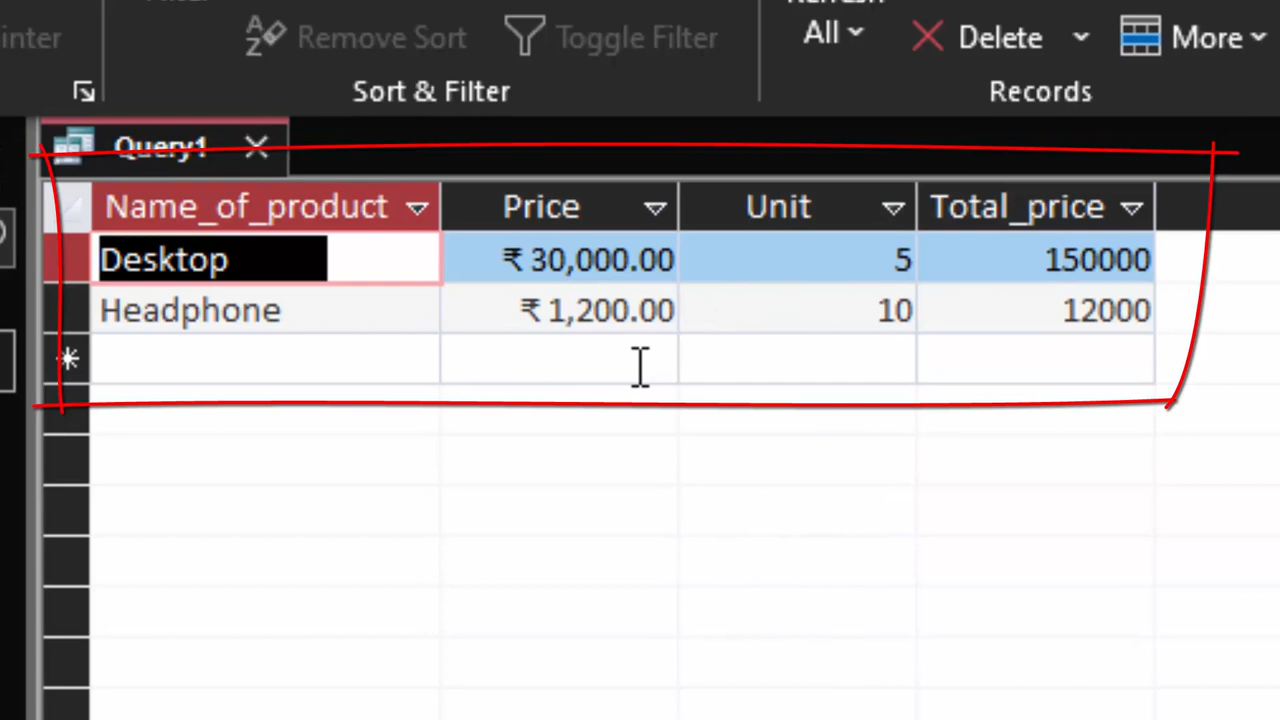 inter
Remove Sort
Toggle Filter
All
Delete
More
Sort & Filter
Records
Query1
Name_of_product Price Unit Total_price
Desktop ₹ 30,000.00 5 150000
Headphone ₹ 1,200.00 10 12000